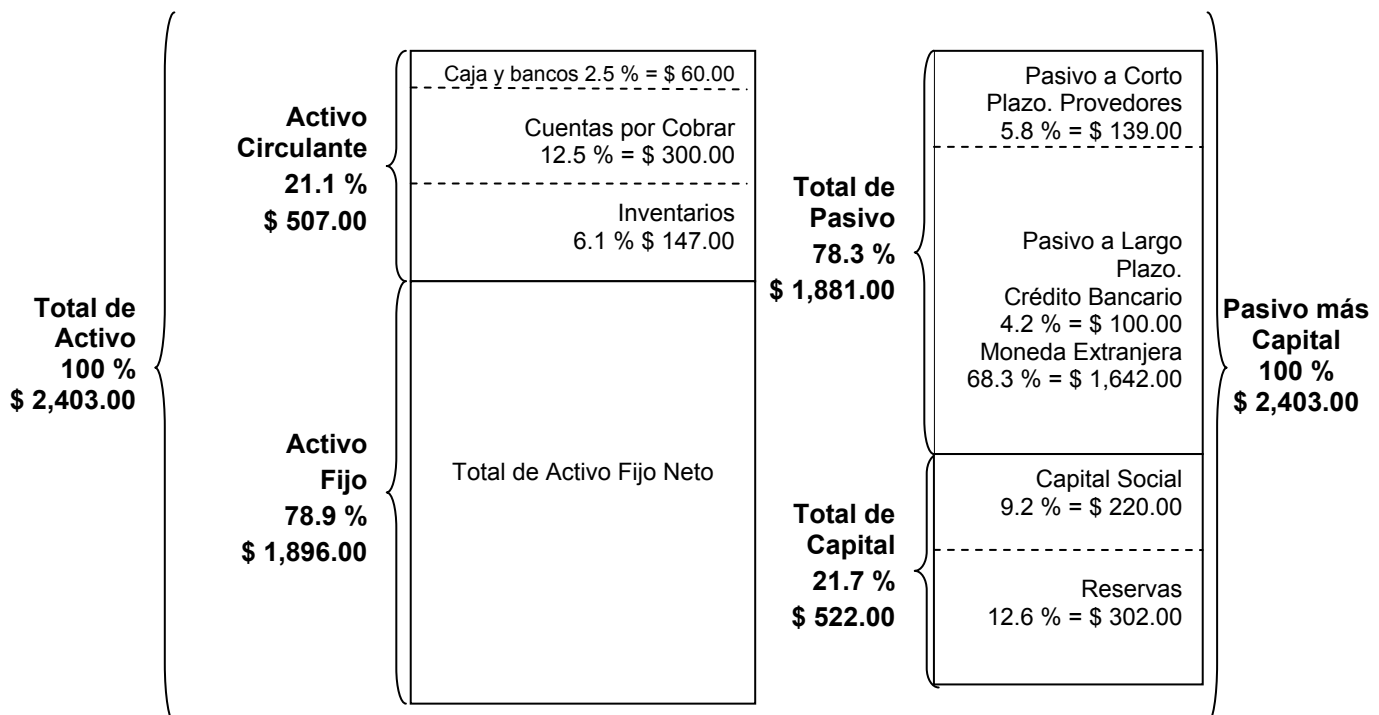 Total de
Activo
100 %
$ 2,403.00
Activo
Circulante
21.1 %
$ 507.00
Caja y bancos 2.5 % = $ 60.00
Cuentas por Cobrar
12.5 % = $ 300.00
Inventarios
6.1 % $ 147.00
Activo
Fijo
78.9 %
$ 1,896.00
Total de Activo Fijo Neto
Total de
Pasivo
78.3 %
$ 1,881.00
Pasivo a Corto
Plazo. Provedores
5.8 % = $ 139.00
Pasivo a Largo
Plazo.
Crédito Bancario
4.2 % = $ 100.00
Moneda Extranjera
68.3 % = $ 1,642.00
Total de
Capital
21.7 %
$ 522.00
Capital Social
9.2 % = $ 220.00
Reservas
12.6 % = $ 302.00
Pasivo más
Capital
100 %
$ 2,403.00